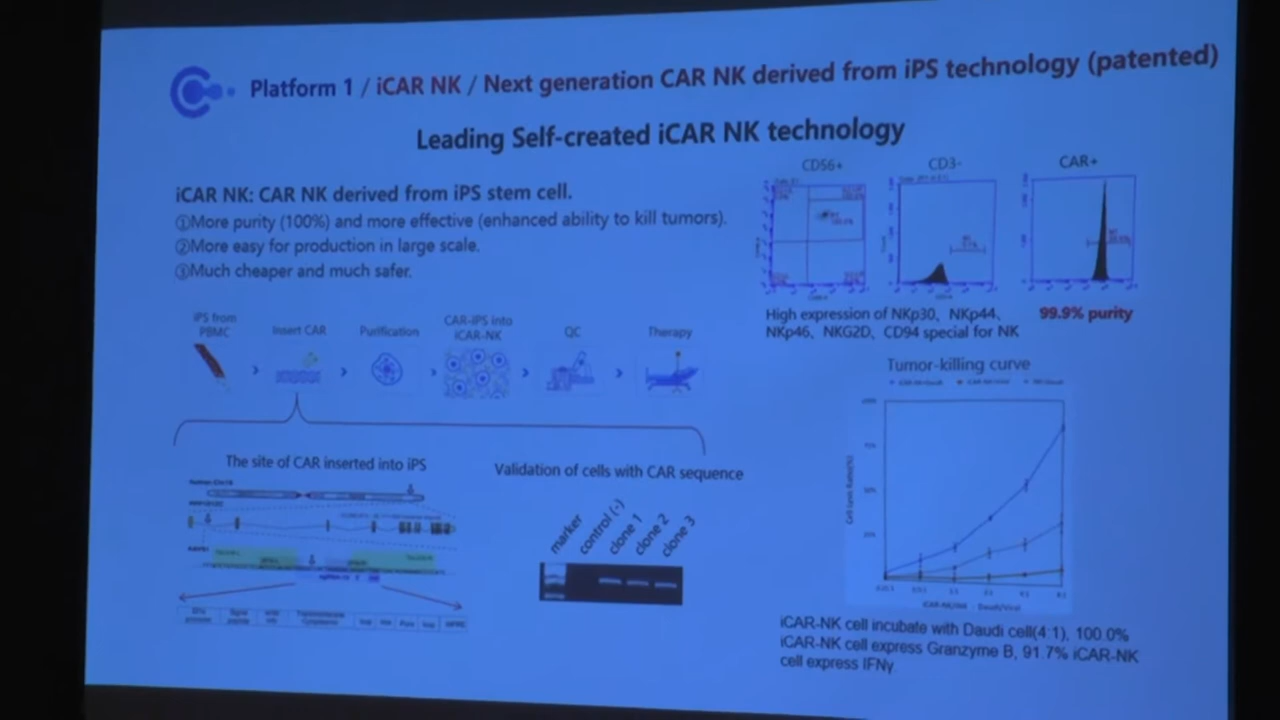 Platform 1 / iCAR NK / Next generation CAR NK derived from iPS technology (patented)
Leading Self-created iCAR NK technology
iCAR NK: CAR NK derived from iPS stem cell.
①More purity (100%) and more effective (enhanced ability to kill tumors).
②More easy for production in large scale.
③Much cheaper and much safer.
iPS from
PBMC
Insert CAR
Purification
CAR-iPS into
iCAR-NK
QC
Therapy
The site of CAR inserted into iPS
Validation of cells with CAR sequence
marker
control (-)
clone 1
clone 2
clone 3
CD56+
CD3-
CAR+
High expression of NKp30、NKp44、
NKp46、NKG2D、CD94 special for NK
99.9% purity
Tumor-killing curve
iCAR-NK cell incubate with Daudi cell(4:1), 100.0%
iCAR-NK cell express Granzyme B, 91.7% iCAR-NK
cell express IFNγ